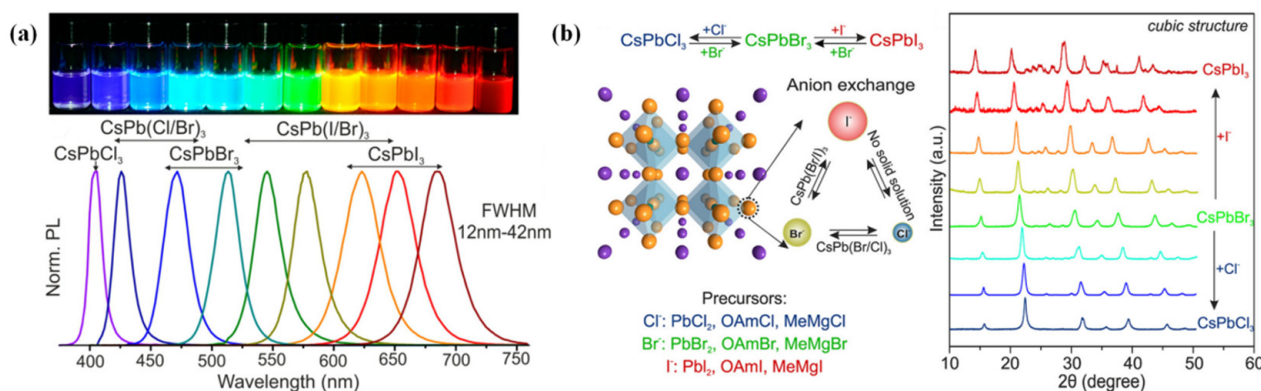 (a)
CsPb(Cl/Br)₃
CsPb(I/Br)₃
CsPbCl₃
CsPbBr₃
CsPbI₃
FWHM
12nm-42nm
Norm. PL
400 450 500 550 600 650 700 750
Wavelength (nm)
(b)
+Cl⁻ +I⁻
CsPbCl₃ CsPbBr₃ CsPbI₃
+Br⁻ +Br⁻
Anion exchange
I⁻
CsPb(Br/I)₃
No solid solution
Br⁻
Cl⁻
CsPb(Br/Cl)₃
Precursors:
Cl⁻: PbCl₂, OAmCl, MeMgCl
Br⁻: PbBr₂, OAmBr, MeMgBr
I⁻: PbI₂, OAmI, MeMgI
cubic structure
CsPbI₃
+I⁻
CsPbBr₃
+Cl⁻
CsPbCl₃
Intensity (a.u.)
10 20 30 40 50 60
2θ (degree)